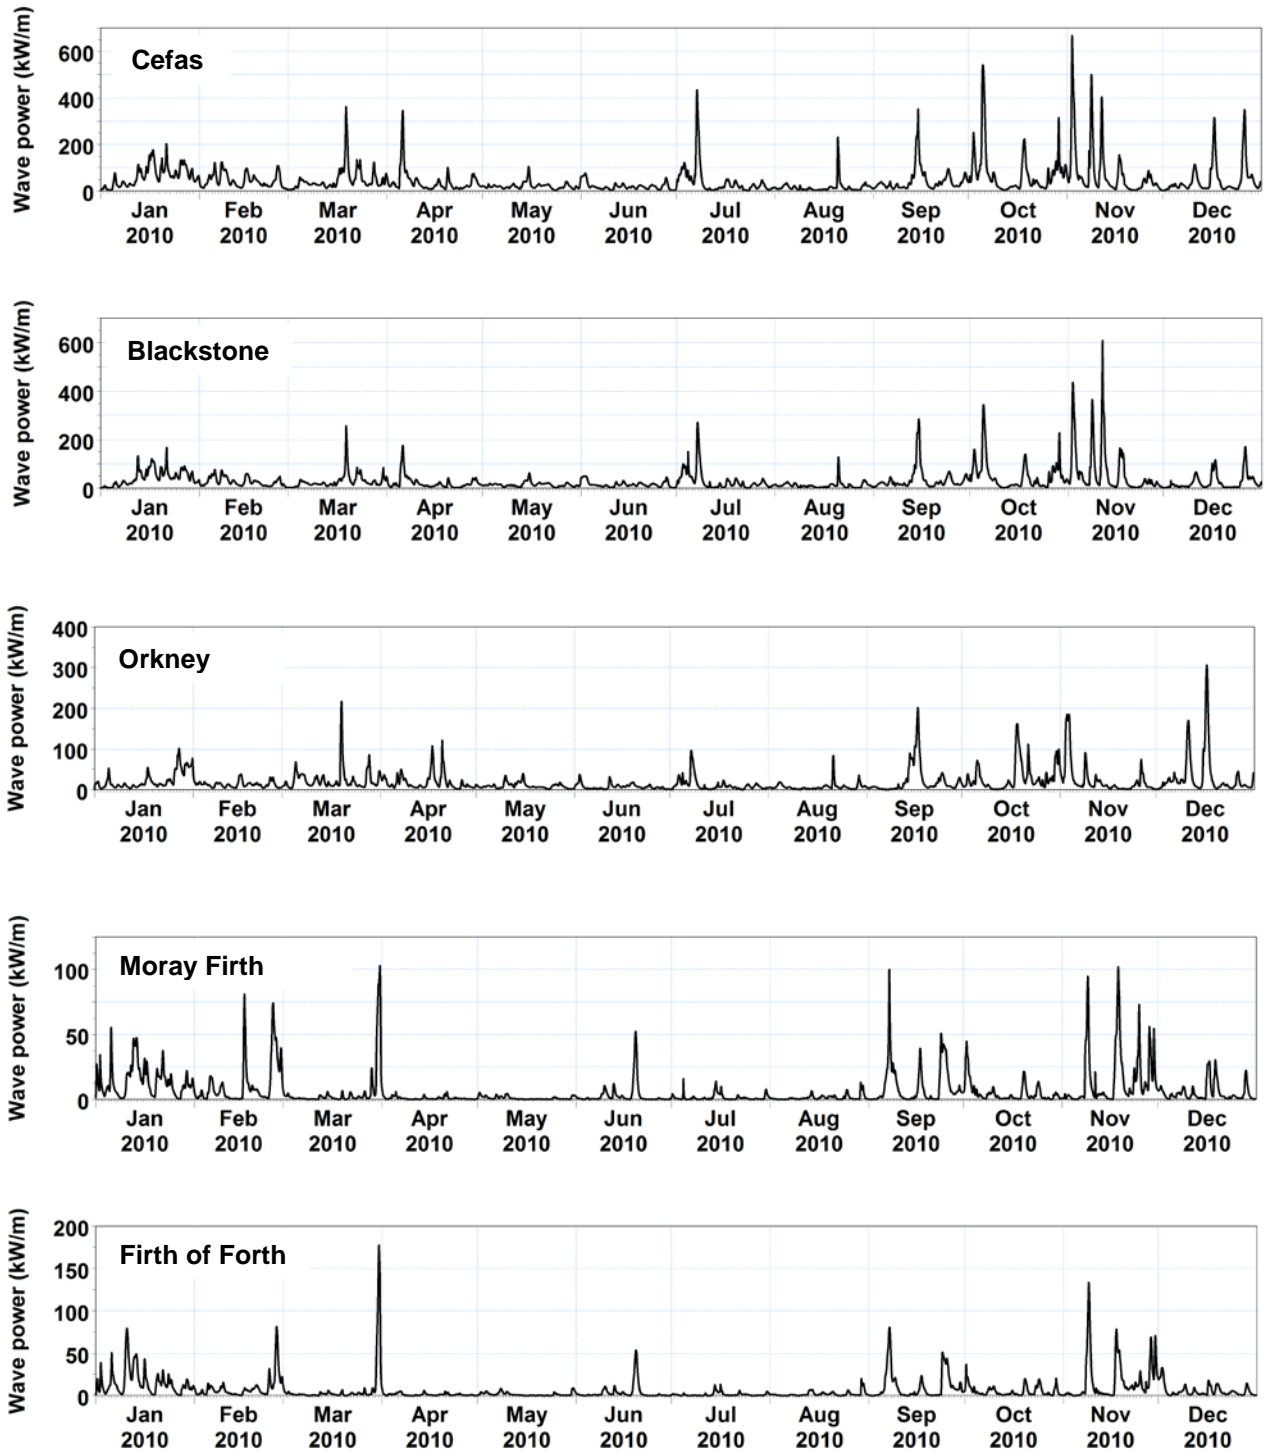 Wave power (kW/m)
Cefas
600
400
200
0
Jan Feb Mar Apr May Jun Jul Aug Sep Oct Nov Dec
2010 2010 2010 2010 2010 2010 2010 2010 2010 2010 2010 2010
Wave power (kW/m)
Blackstone
600
400
200
0
Jan Feb Mar Apr May Jun Jul Aug Sep Oct Nov Dec
2010 2010 2010 2010 2010 2010 2010 2010 2010 2010 2010 2010
Wave power (kW/m)
Orkney
400
300
200
100
0
Jan Feb Mar Apr May Jun Jul Aug Sep Oct Nov Dec
2010 2010 2010 2010 2010 2010 2010 2010 2010 2010 2010 2010
Wave power (kW/m)
Moray Firth
100
50
0
Jan Feb Mar Apr May Jun Jul Aug Sep Oct Nov Dec
2010 2010 2010 2010 2010 2010 2010 2010 2010 2010 2010 2010
Wave power (kW/m)
Firth of Forth
200
150
100
50
0
Jan Feb Mar Apr May Jun Jul Aug Sep Oct Nov Dec
2010 2010 2010 2010 2010 2010 2010 2010 2010 2010 2010 2010